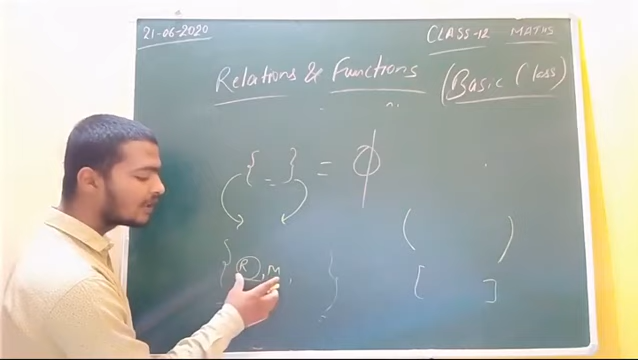 21-06-2020
CLASS-12 MATHS
Relations & Functions (Basic Class)
{ _ _ } = ϕ
{ R, M, }
( )
[ ]